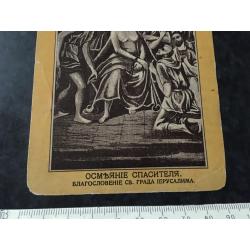 ОСМѢЯНІЕ СПАСИТЕЛЯ.
БЛАГОСЛОВЕНІЕ СВ. ГРАДА ІЕРУСАЛИМА.